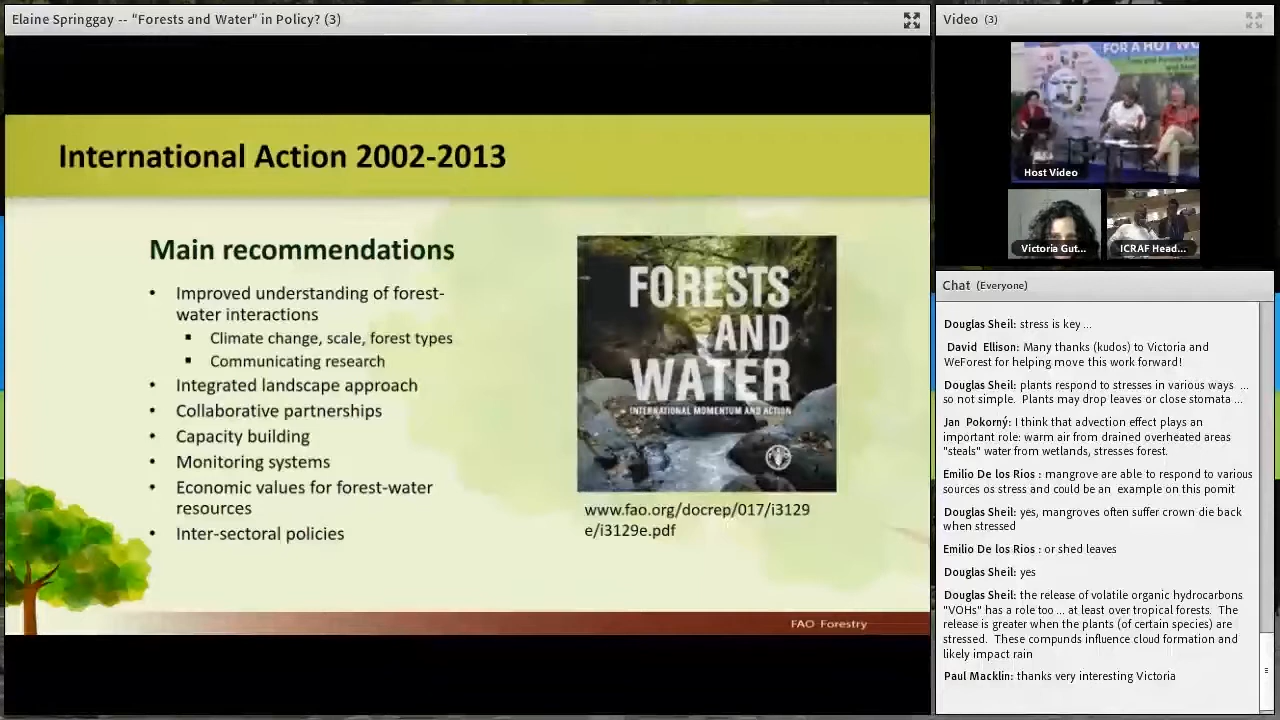 Elaine Springgay -- "Forests and Water" in Policy? (3)
International Action 2002-2013
Main recommendations
• Improved understanding of forest-
water interactions
▪ Climate change, scale, forest types
▪ Communicating research
• Integrated landscape approach
• Collaborative partnerships
• Capacity building
• Monitoring systems
• Economic values for forest-water
resources
• Inter-sectoral policies
FORESTS
AND
WATER
INTERNATIONAL MOMENTUM AND ACTION
www.fao.org/docrep/017/i3129
e/i3129e.pdf
FAO Forestry
Video (3)
FOR A HOT WO
Host Video
Victoria Gut...
ICRAF Head...
Chat (Everyone)
Douglas Sheil: stress is key ...
David Ellison: Many thanks (kudos) to Victoria and
WeForest for helping move this work forward!
Douglas Sheil: plants respond to stresses in various ways ...
so not simple. Plants may drop leaves or close stomata ...
Jan Pokorný: I think that advection effect plays an
important role: warm air from drained overheated areas
"steals" water from wetlands, stresses forest.
Emilio De los Rios : mangrove are able to respond to various
sources os stress and could be an example on this pomit
Douglas Sheil: yes, mangroves often suffer crown die back
when stressed
Emilio De los Rios : or shed leaves
Douglas Sheil: yes
Douglas Sheil: the release of volatile organic hydrocarbons
"VOHs" has a role too ... at least over tropical forests. The
release is greater when the plants (of certain species) are
stressed. These compunds influence cloud formation and
likely impact rain
Paul Macklin: thanks very interesting Victoria